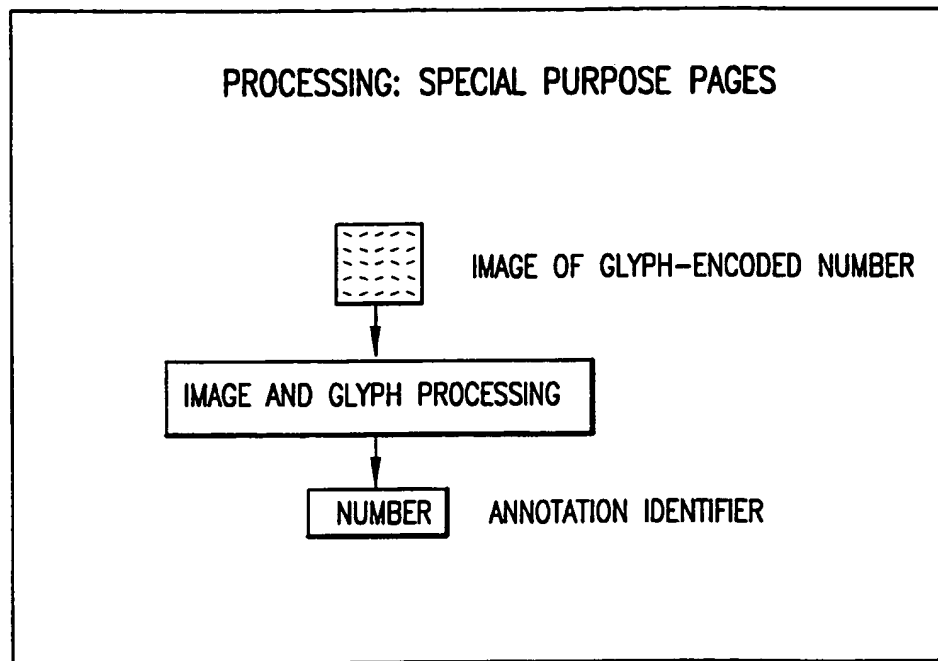 PROCESSING: SPECIAL PURPOSE PAGES
IMAGE OF GLYPH-ENCODED NUMBER
IMAGE AND GLYPH PROCESSING
NUMBER
ANNOTATION IDENTIFIER